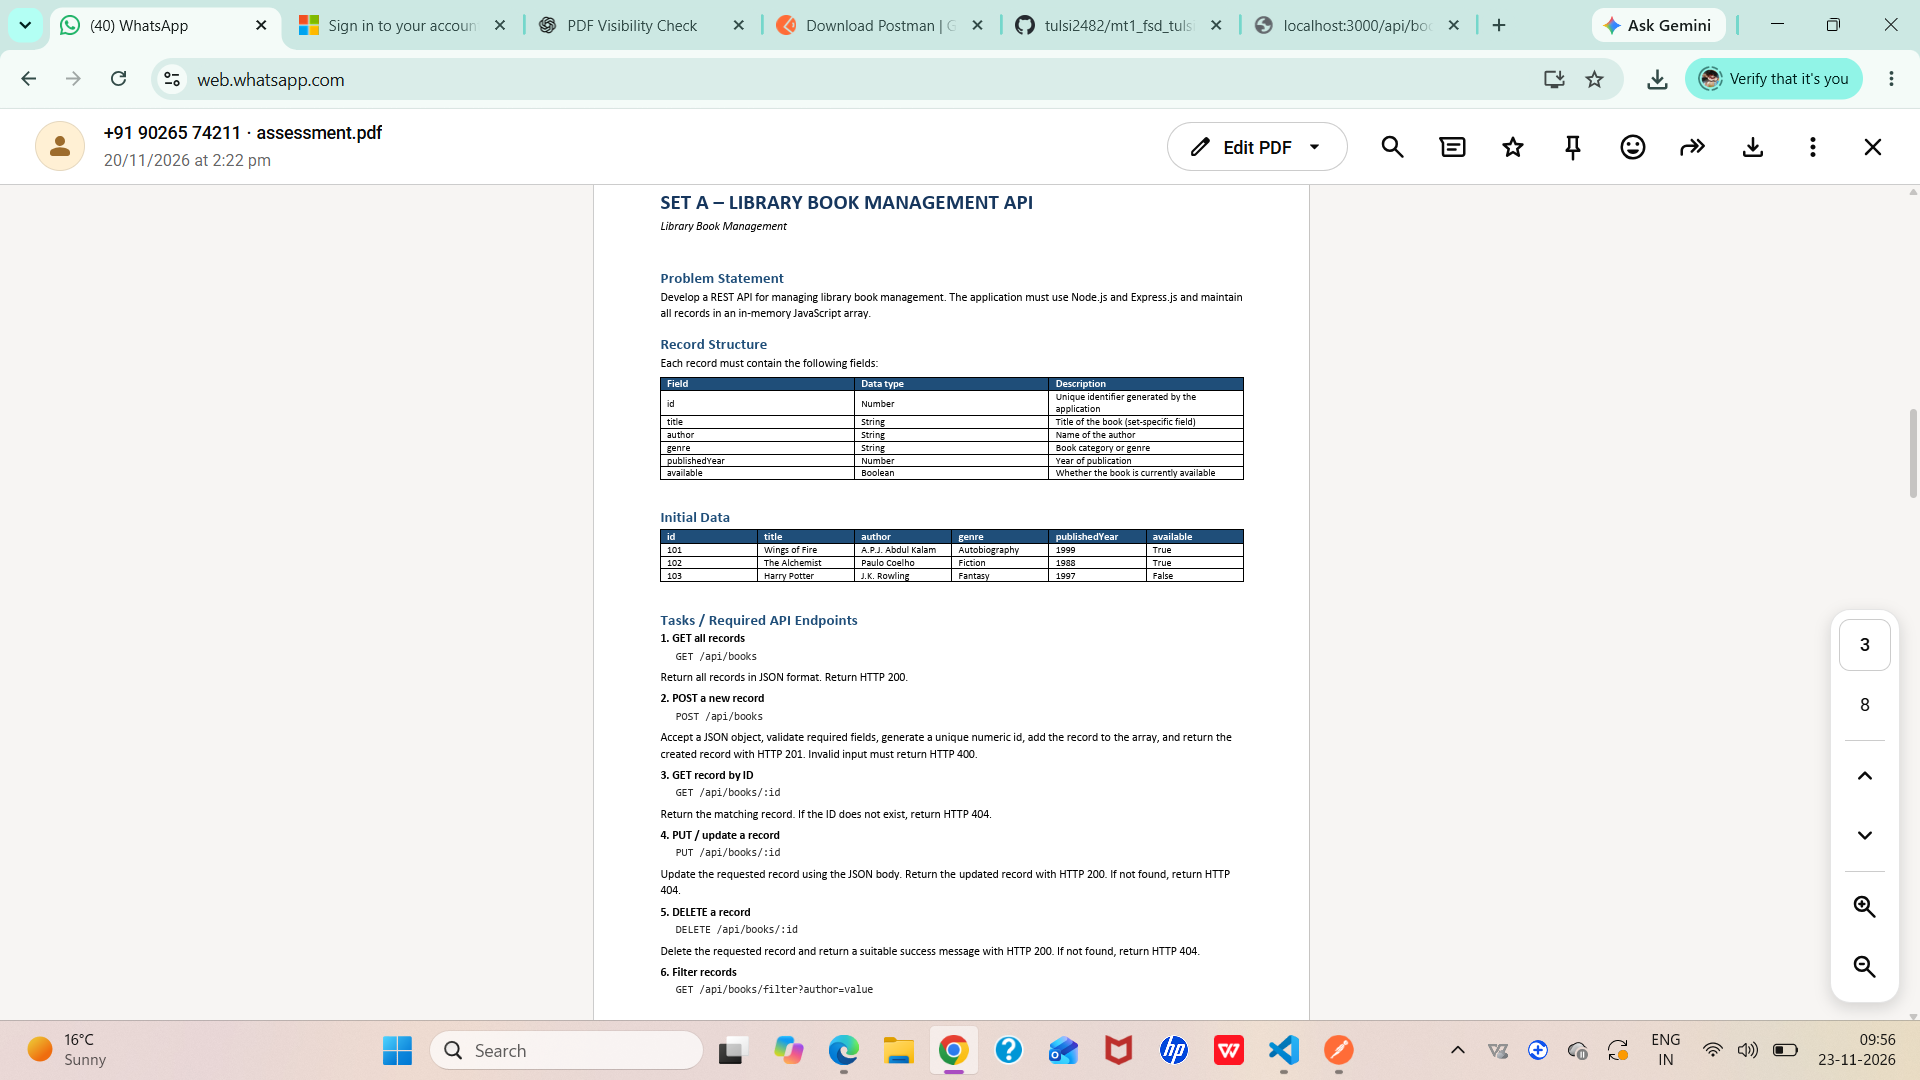 (40) WhatsApp
Sign in to your accoun
PDF Visibility Check
Download Postman | G
tulsi2482/mt1_fsd_tulsi
localhost:3000/api/boo
Ask Gemini
web.whatsapp.com
Verify that it's you
+91 90265 74211 · assessment.pdf
20/11/2026 at 2:22 pm
Edit PDF
SET A – LIBRARY BOOK MANAGEMENT API
Library Book Management
Problem Statement
Develop a REST API for managing library book management. The application must use Node.js and Express.js and maintain
all records in an in-memory JavaScript array.
Record Structure
Each record must contain the following fields:
Field Data type Description
id Number Unique identifier generated by the
application
title String Title of the book (set-specific field)
author String Name of the author
genre String Book category or genre
publishedYear Number Year of publication
available Boolean Whether the book is currently available
Initial Data
id title author genre publishedYear available
101 Wings of Fire A.P.J. Abdul Kalam Autobiography 1999 True
102 The Alchemist Paulo Coelho Fiction 1988 True
103 Harry Potter J.K. Rowling Fantasy 1997 False
Tasks / Required API Endpoints
1. GET all records
GET /api/books
Return all records in JSON format. Return HTTP 200.
2. POST a new record
POST /api/books
Accept a JSON object, validate required fields, generate a unique numeric id, add the record to the array, and return the
created record with HTTP 201. Invalid input must return HTTP 400.
3. GET record by ID
GET /api/books/:id
Return the matching record. If the ID does not exist, return HTTP 404.
4. PUT / update a record
PUT /api/books/:id
Update the requested record using the JSON body. Return the updated record with HTTP 200. If not found, return HTTP
404.
5. DELETE a record
DELETE /api/books/:id
Delete the requested record and return a suitable success message with HTTP 200. If not found, return HTTP 404.
6. Filter records
GET /api/books/filter?author=value
3
8
16°C
Sunny
Search
ENG
IN
09:56
23-11-2026